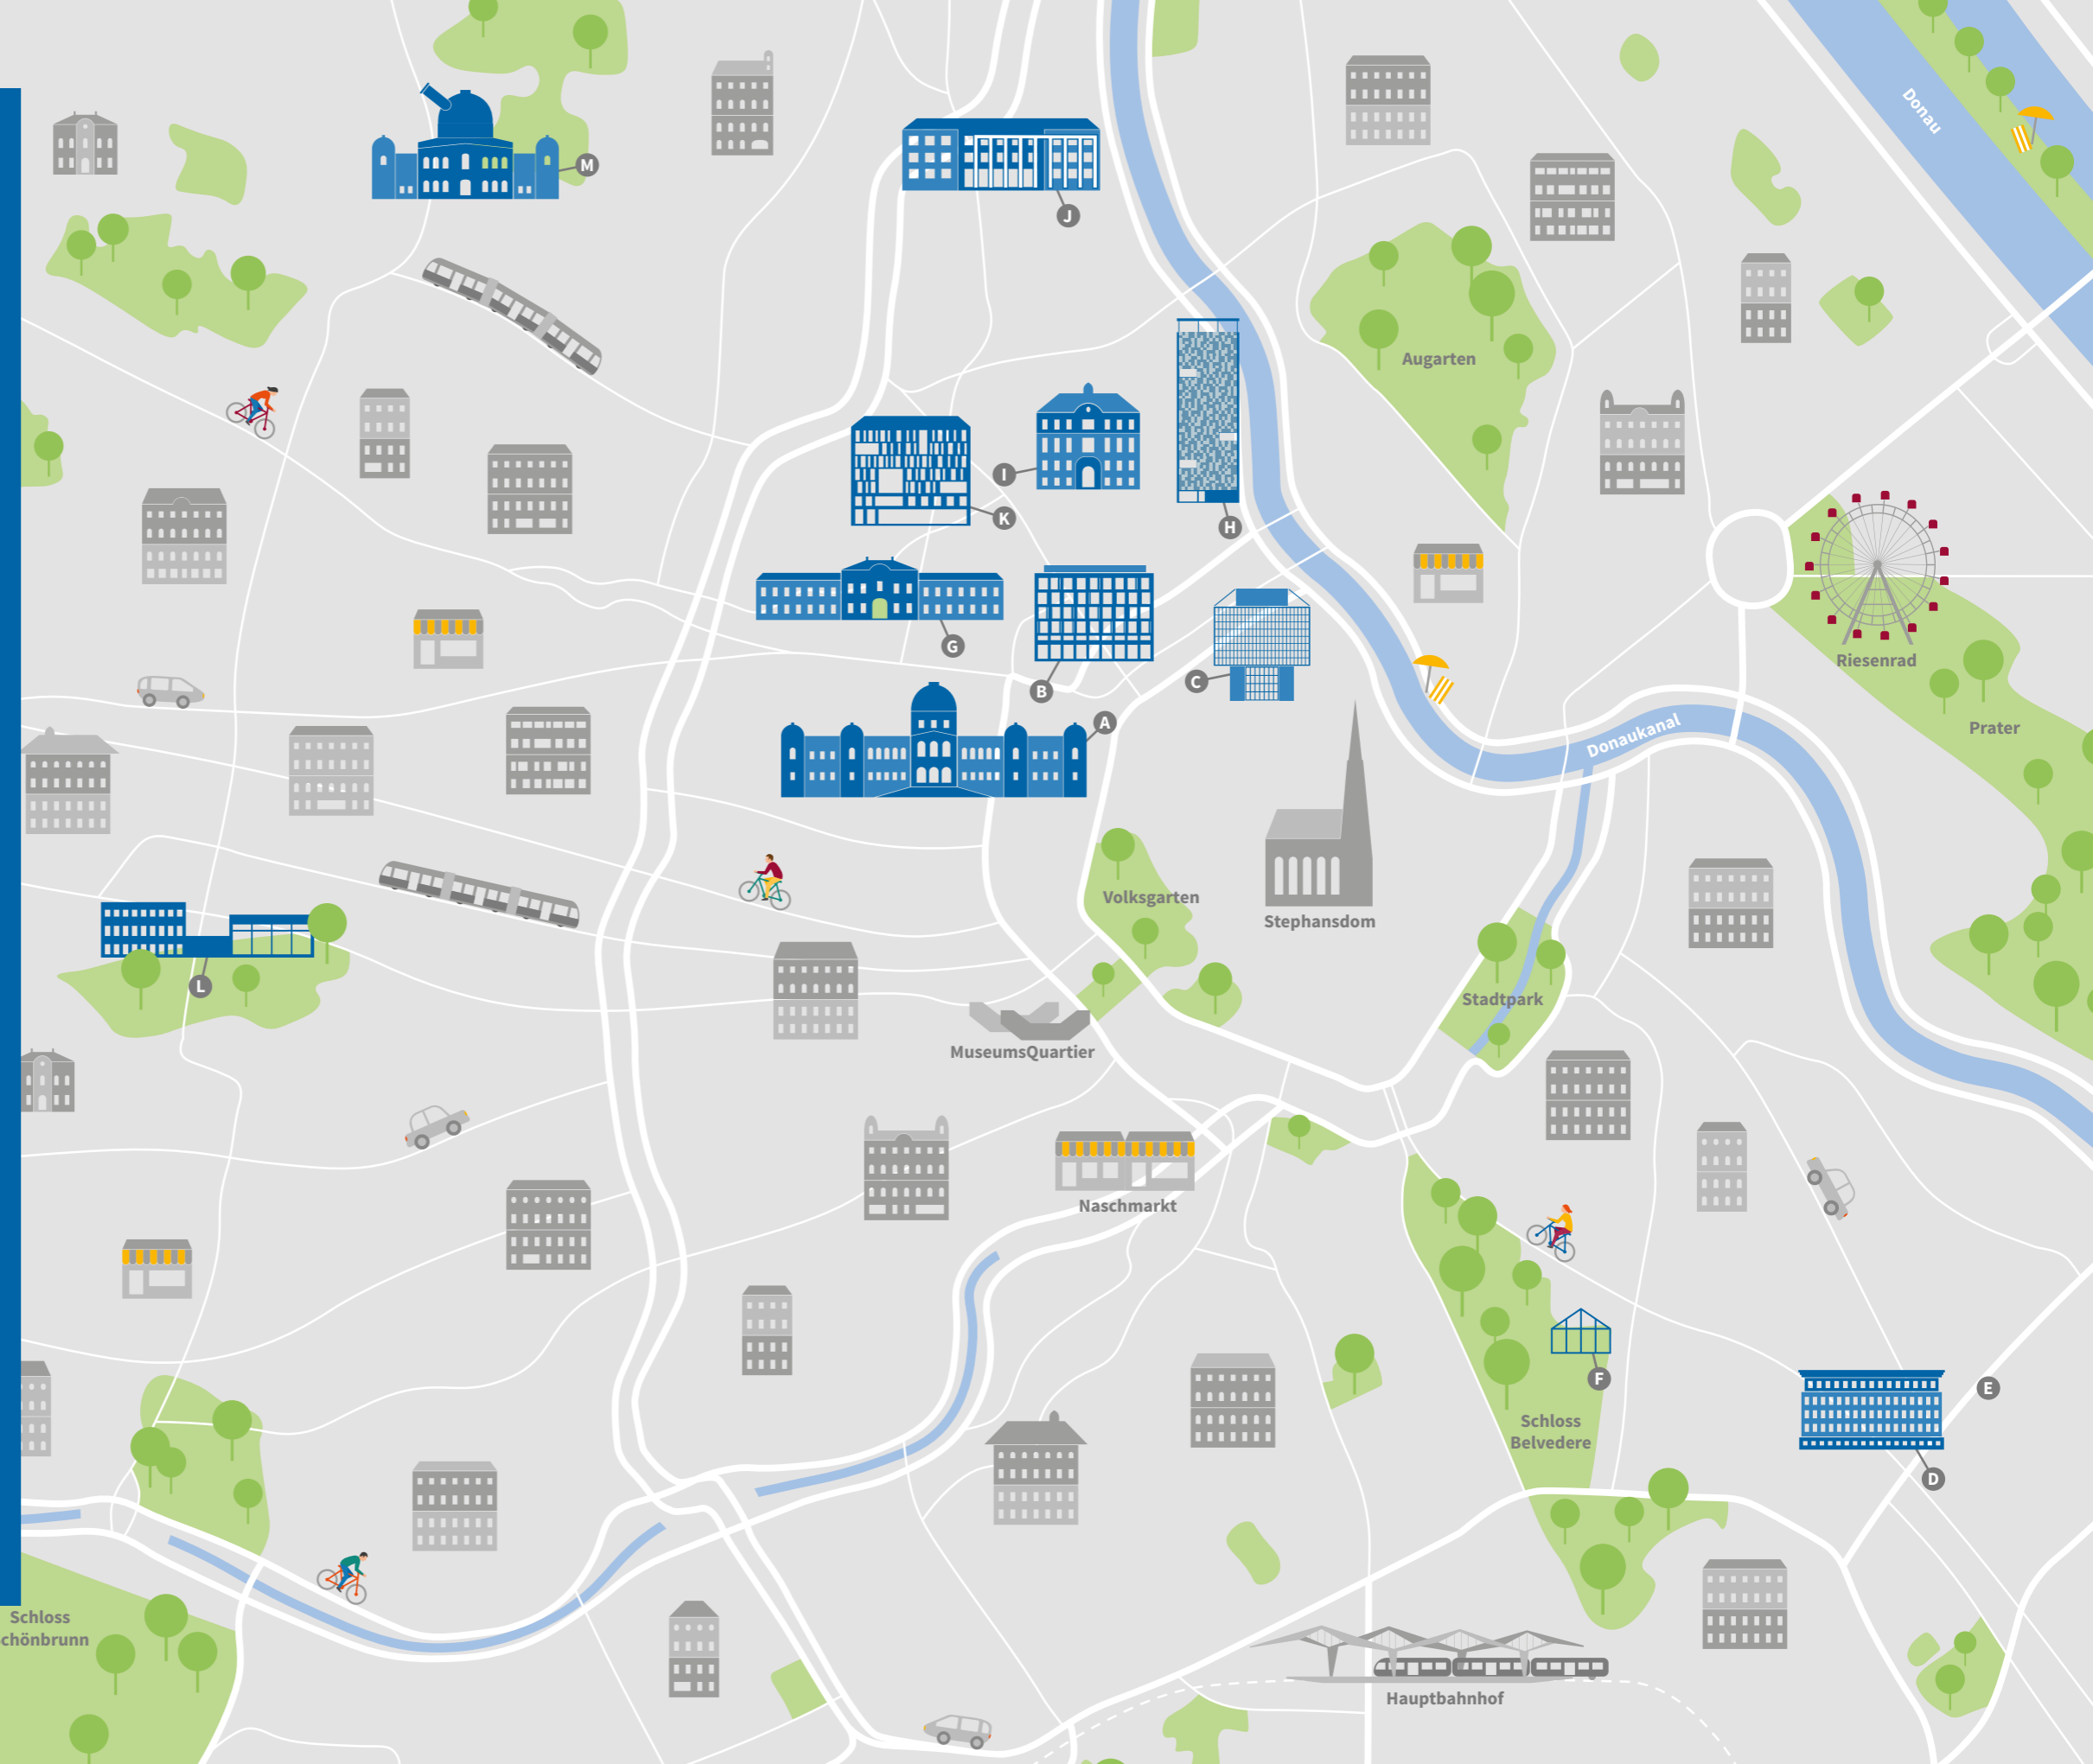 Donau
M
J
Augarten
I
K
H
G
B
C
Riesenrad
A
Prater
Donaukanal
Volksgarten
Stephansdom
L
Stadtpark
MuseumsQuartier
Naschmarkt
F
E
Schloss
Belvedere
D
Schloss
chönbrunn
Hauptbahnhof